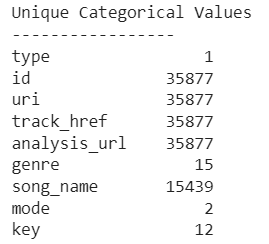 Unique Categorical Values
-----------------
type 1
id 35877
uri 35877
track_href 35877
analysis_url 35877
genre 15
song_name 15439
mode 2
key 12